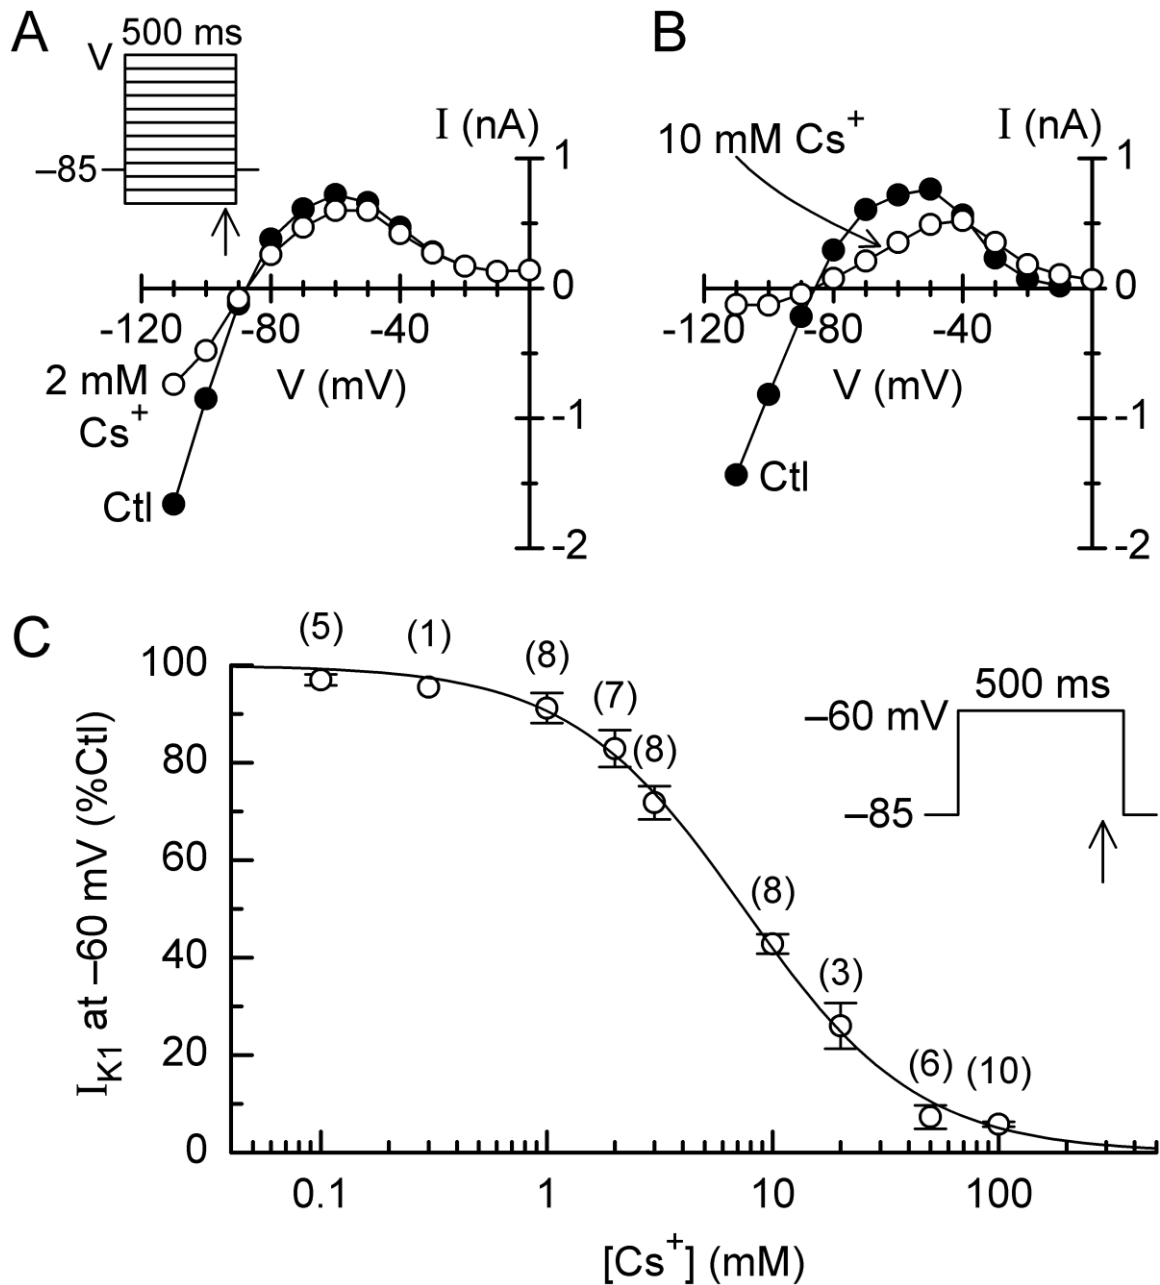 A
500 ms
V
–85
I (nA)
1
0
-1
-2
-120
-80
-40
V (mV)
2 mM
Cs+
Ctl
B
10 mM Cs+
I (nA)
1
0
-1
-2
-120
-80
-40
V (mV)
Ctl
C
IK1 at –60 mV (%Ctl)
100
80
60
40
20
0
(5)
(1)
(8)
(7)
(8)
(8)
(3)
(6)
(10)
500 ms
–60 mV
–85
0.1
1
10
100
[Cs+] (mM)